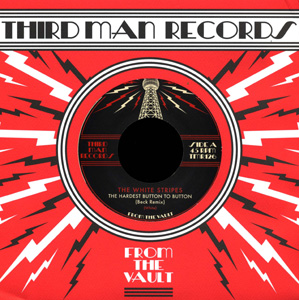 THIRD MAN RECORDS
THIRD
MAN
RECORDS
SIDE A
45 RPM
TMR126
THE WHITE STRIPES
THE HARDEST BUTTON TO BUTTON
(Beck Remix)
FROM THE VAULT
FROM
THE
VAULT